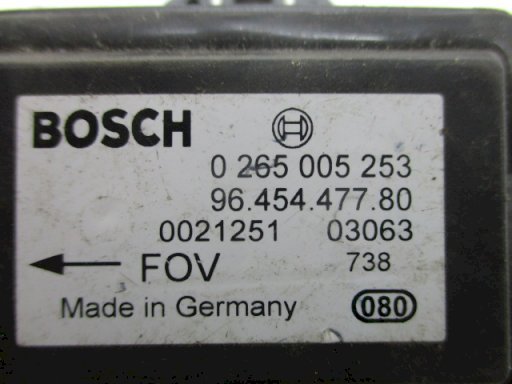 BOSCH
0 265 005 253
96.454.477.80
0021251 03063
FOV 738
Made in Germany 080